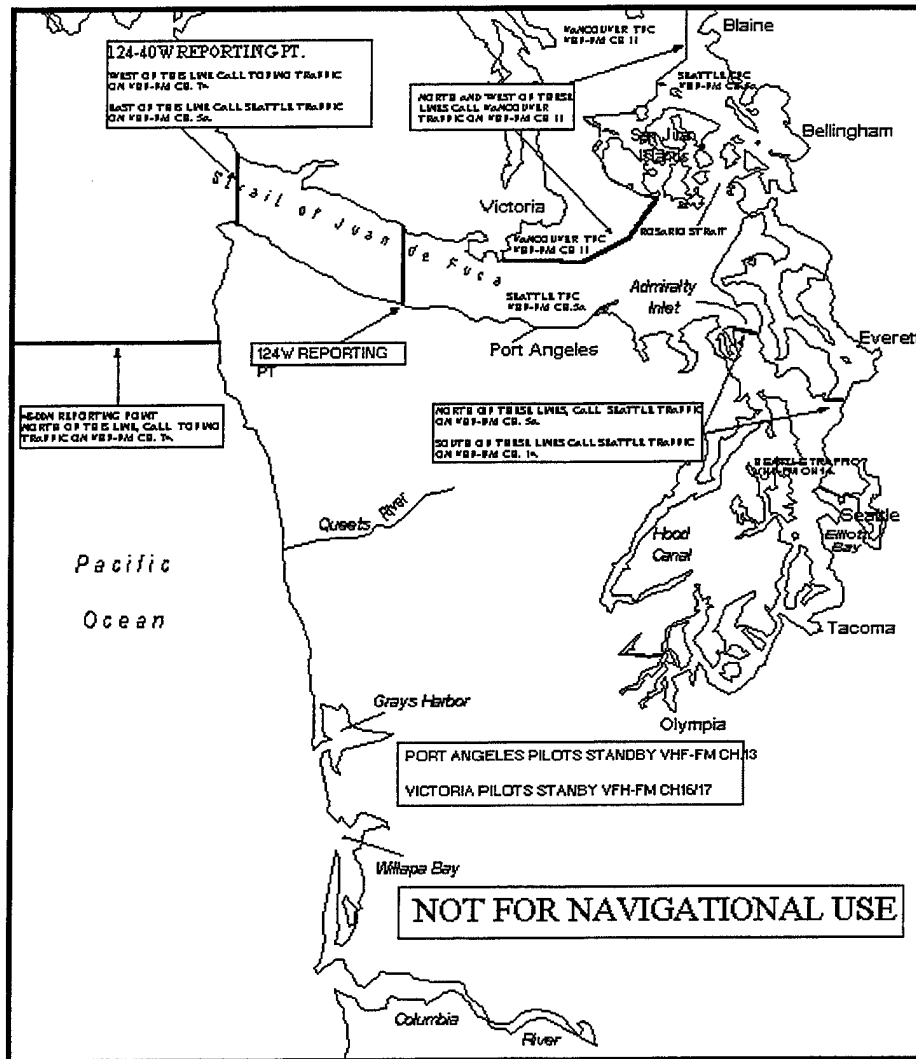 Blaine
VANCOUVER TFC
VHF-FM CH 11
124-40W REPORTING PT.
WEST OF THIS LINE CALL TOFINO TRAFFIC
ON VHF-FM CH.
EAST OF THIS LINE CALL SEATTLE TRAFFIC
ON VHF-FM CH. 5a.
NORTH AND WEST OF THESE
LINES CALL VANCOUVER
TRAFFIC ON VHF-FM CH 11
SEATTLE TFC
VHF-FM CH 5a
Bellingham
San Juan
Islands
Strait of Juan de Fuca
Victoria
VANCOUVER TFC
VHF-FM CH 11
ROSARIO STRAIT
SEATTLE TFC
VHF-FM CH. 5a.
Admiralty
Inlet
Port Angeles
Everett
124W REPORTING
PT
REPORTING POINT
NORTH OF THIS LINE, CALL TOFINO
TRAFFIC ON VHF-FM CH.
NORTH OF THESE LINES, CALL SEATTLE TRAFFIC
ON VHF-FM CH. 5a.
SOUTH OF THESE LINES CALL SEATTLE TRAFFIC
ON VHF-FM CH. 14.
SEATTLE TRAFFIC
VHF-FM CH 14
Seattle
Elliott
Bay
Queets River
Hood
Canal
Pacific
Ocean
Tacoma
Olympia
Grays Harbor
PORT ANGELES PILOTS STANDBY VHF-FM CH.13
VICTORIA PILOTS STANBY VFH-FM CH16/17
Willapa Bay
NOT FOR NAVIGATIONAL USE
Columbia
River